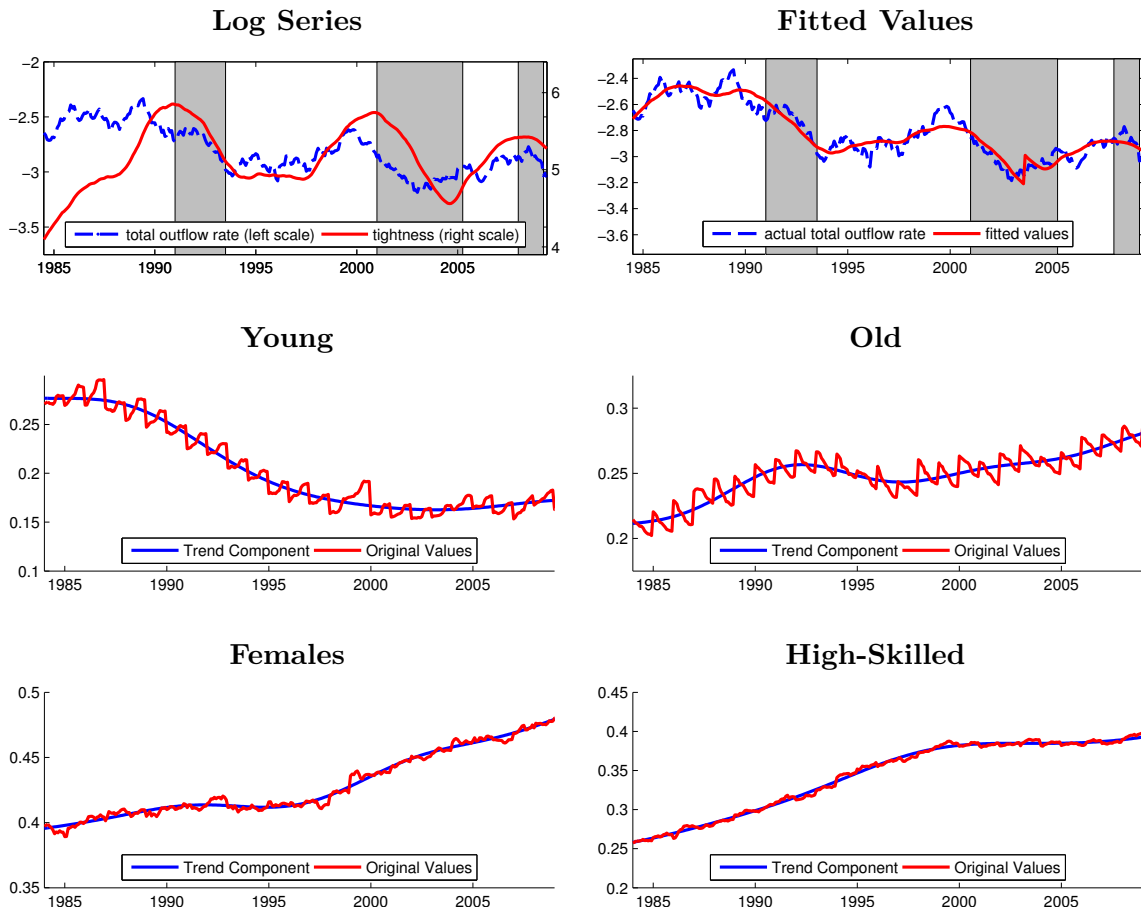 Log Series
−2
−2.5
−3
−3.5
6
5
4
total outflow rate (left scale) tightness (right scale)
1985 1990 1995 2000 2005
Fitted Values
−2.4
−2.6
−2.8
−3
−3.2
−3.4
−3.6
actual total outflow rate fitted values
1985 1990 1995 2000 2005
Young
0.25
0.2
0.15
0.1
Trend Component Original Values
1985 1990 1995 2000 2005
Old
0.3
0.25
0.2
Trend Component Original Values
1985 1990 1995 2000 2005
Females
0.5
0.45
0.4
0.35
Trend Component Original Values
1985 1990 1995 2000 2005
High-Skilled
0.45
0.4
0.35
0.3
0.25
0.2
Trend Component Original Values
1985 1990 1995 2000 2005